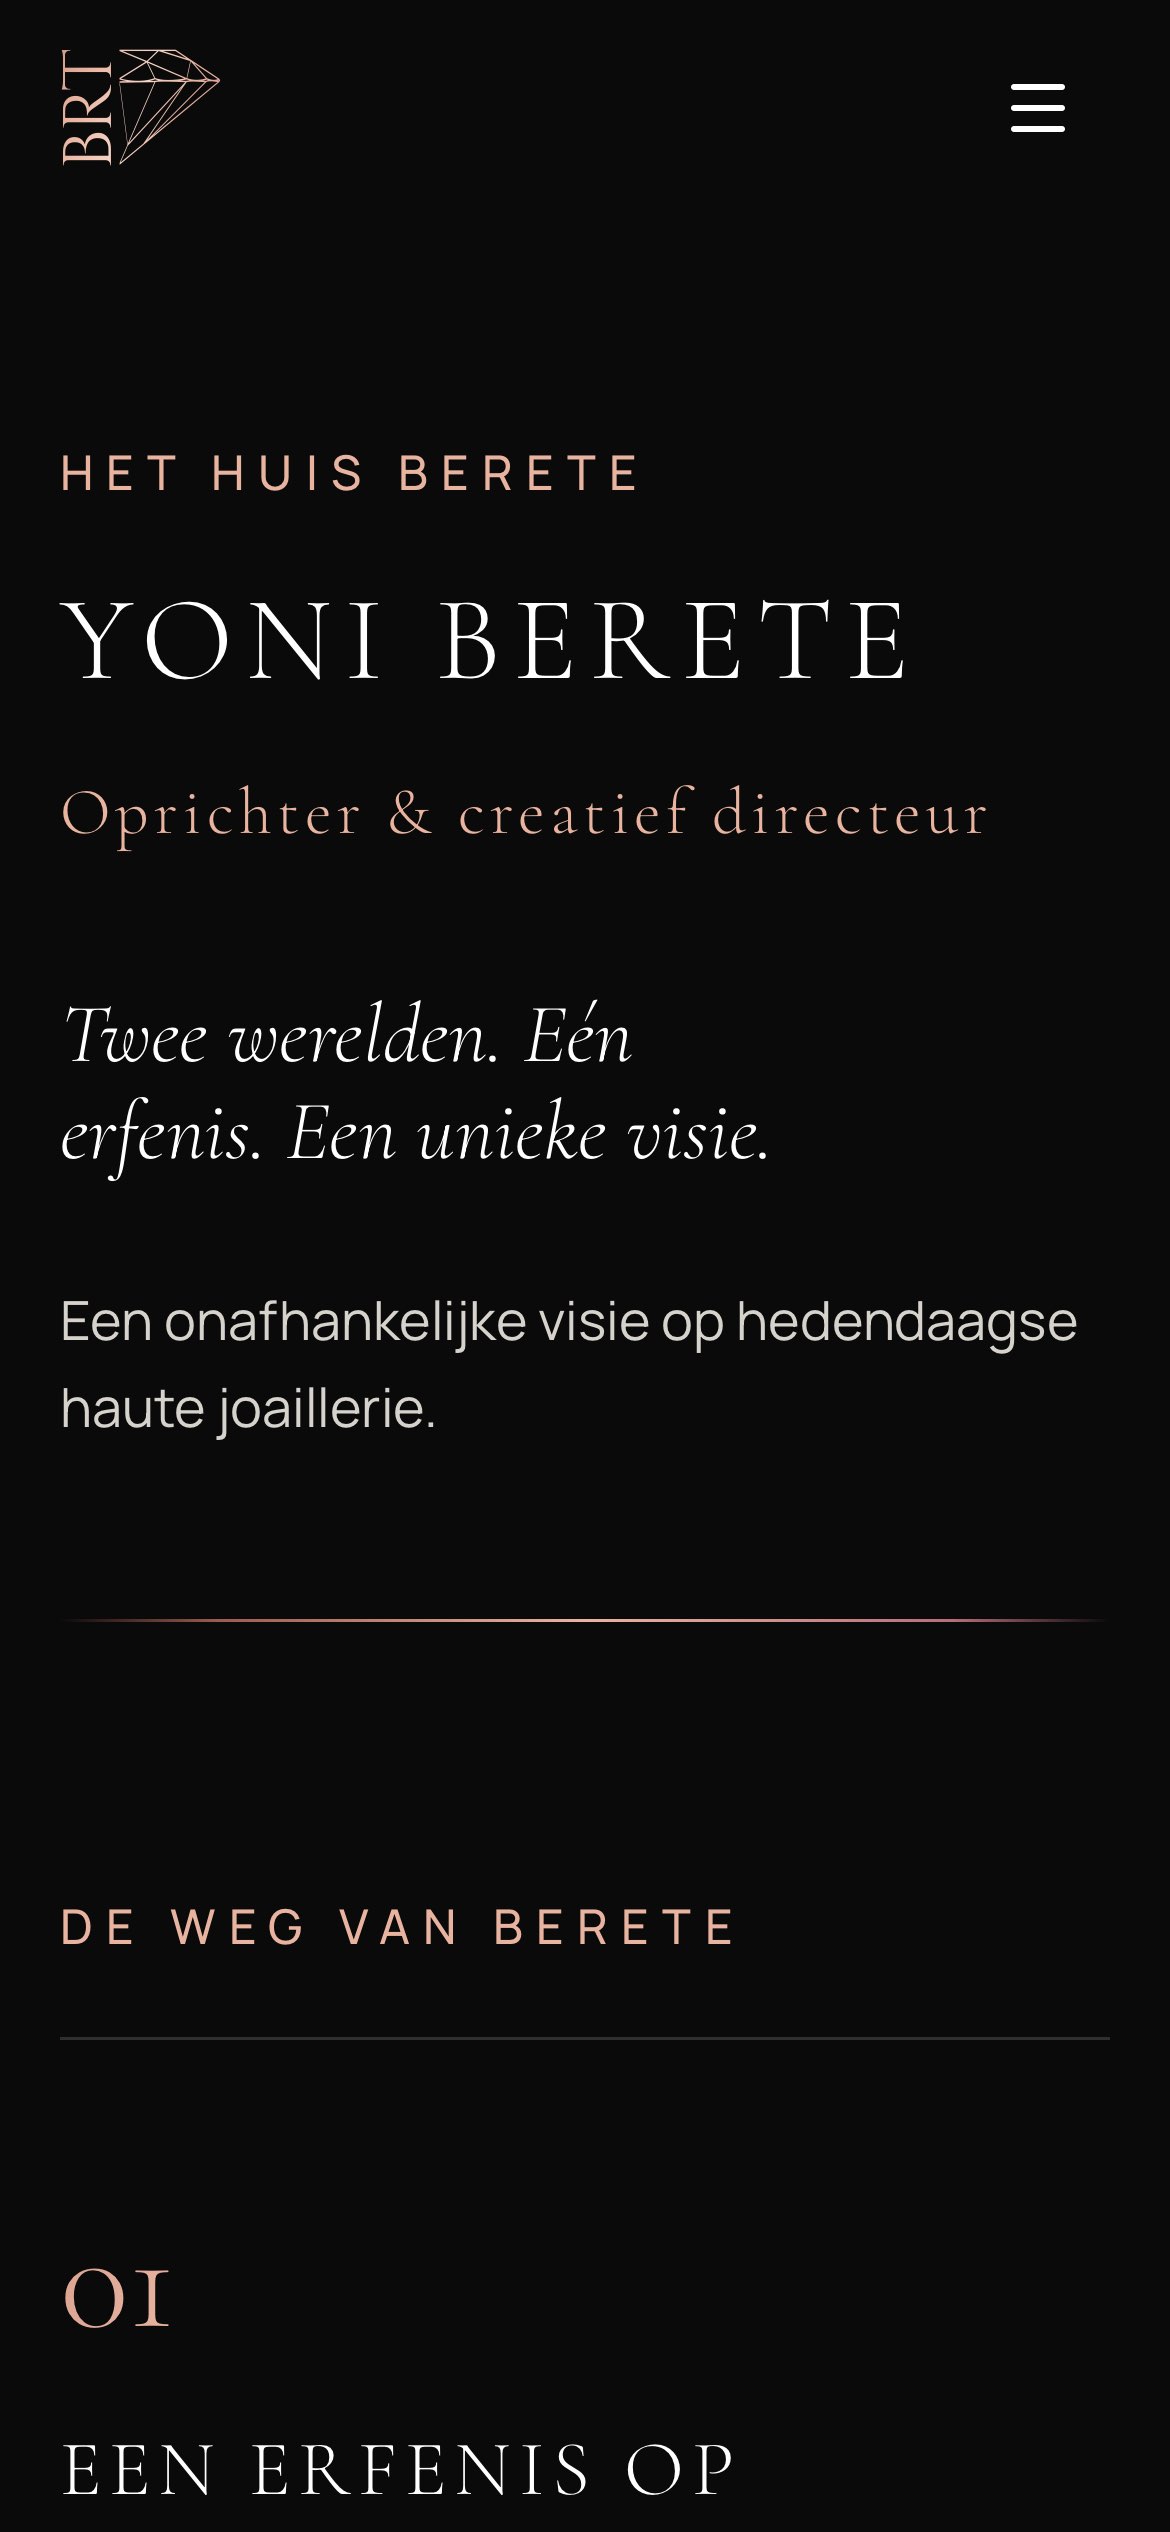 BRT
HET HUIS BERETE
YONI BERETE
Oprichter & creatief directeur
Twee werelden. Eén
erfenis. Een unieke visie.
Een onafhankelijke visie op hedendaagse
haute joaillerie.
DE WEG VAN BERETE
01
EEN ERFENIS OP